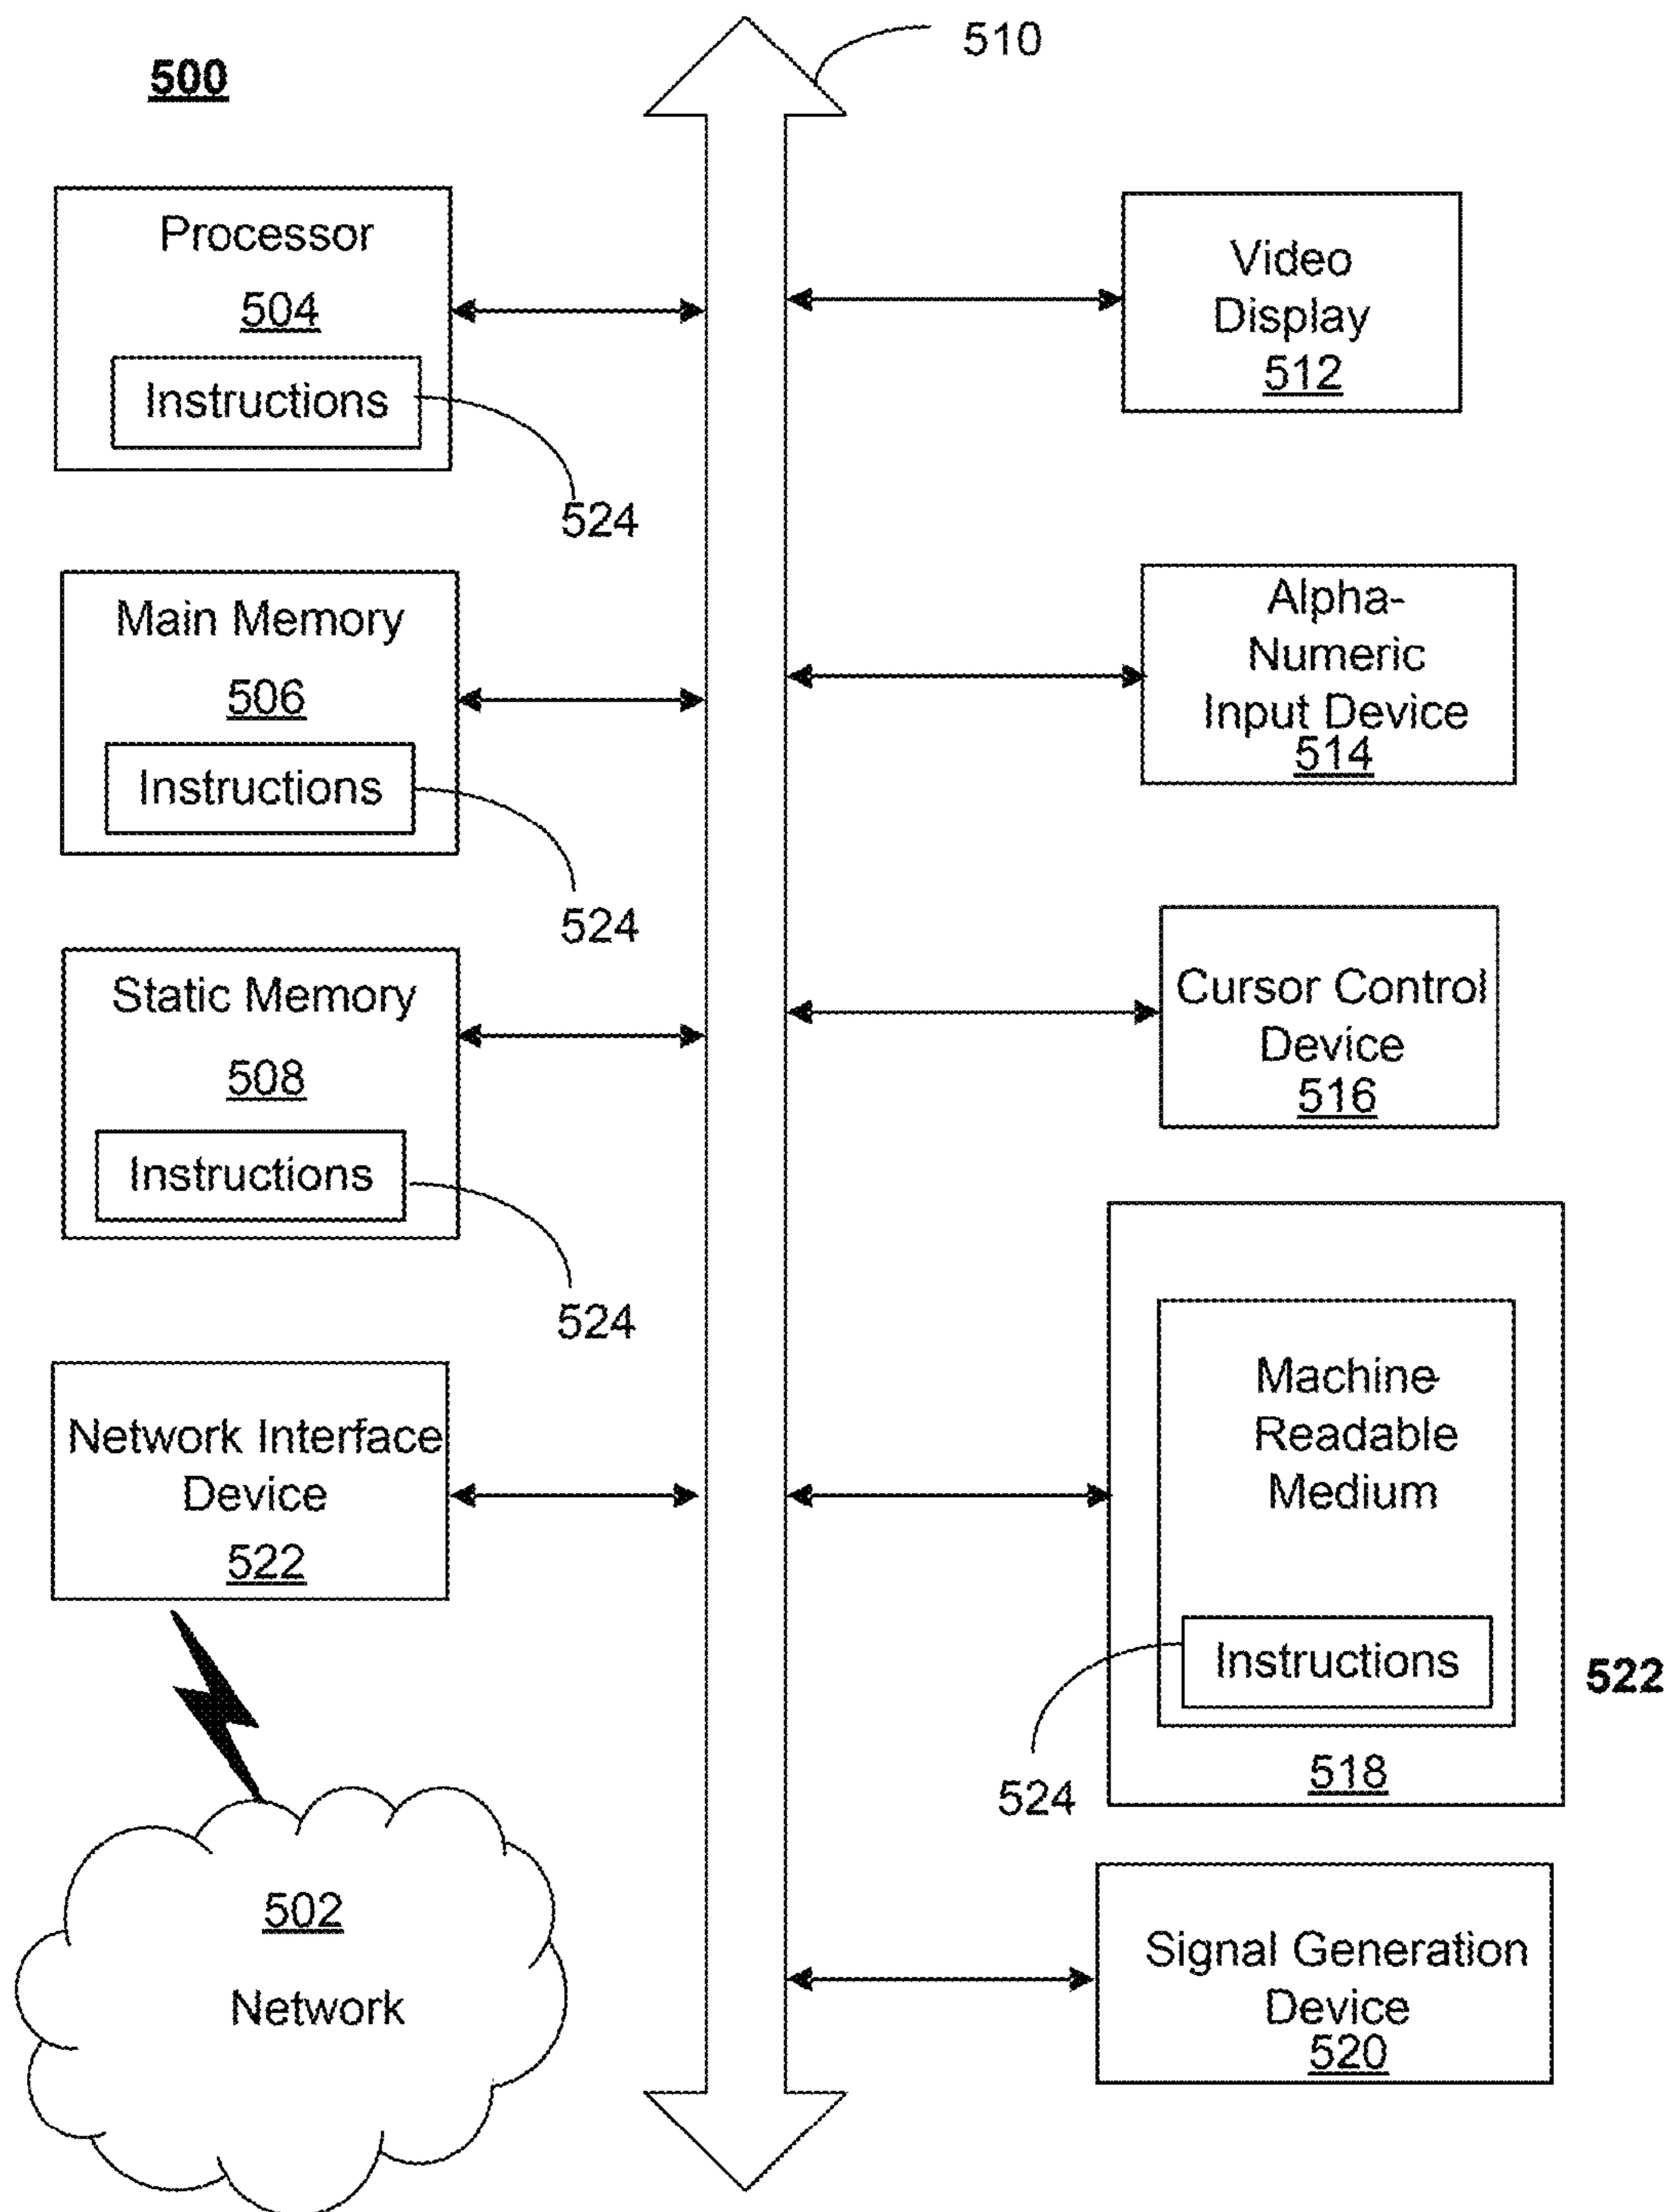 500
510
Processor
504
Instructions
524
Main Memory
506
Instructions
524
Static Memory
508
Instructions
524
Network Interface
Device
522
502
Network
Video
Display
512
Alpha-
Numeric
Input Device
514
Cursor Control
Device
516
Machine-
Readable
Medium
Instructions
522
524
518
Signal Generation
Device
520